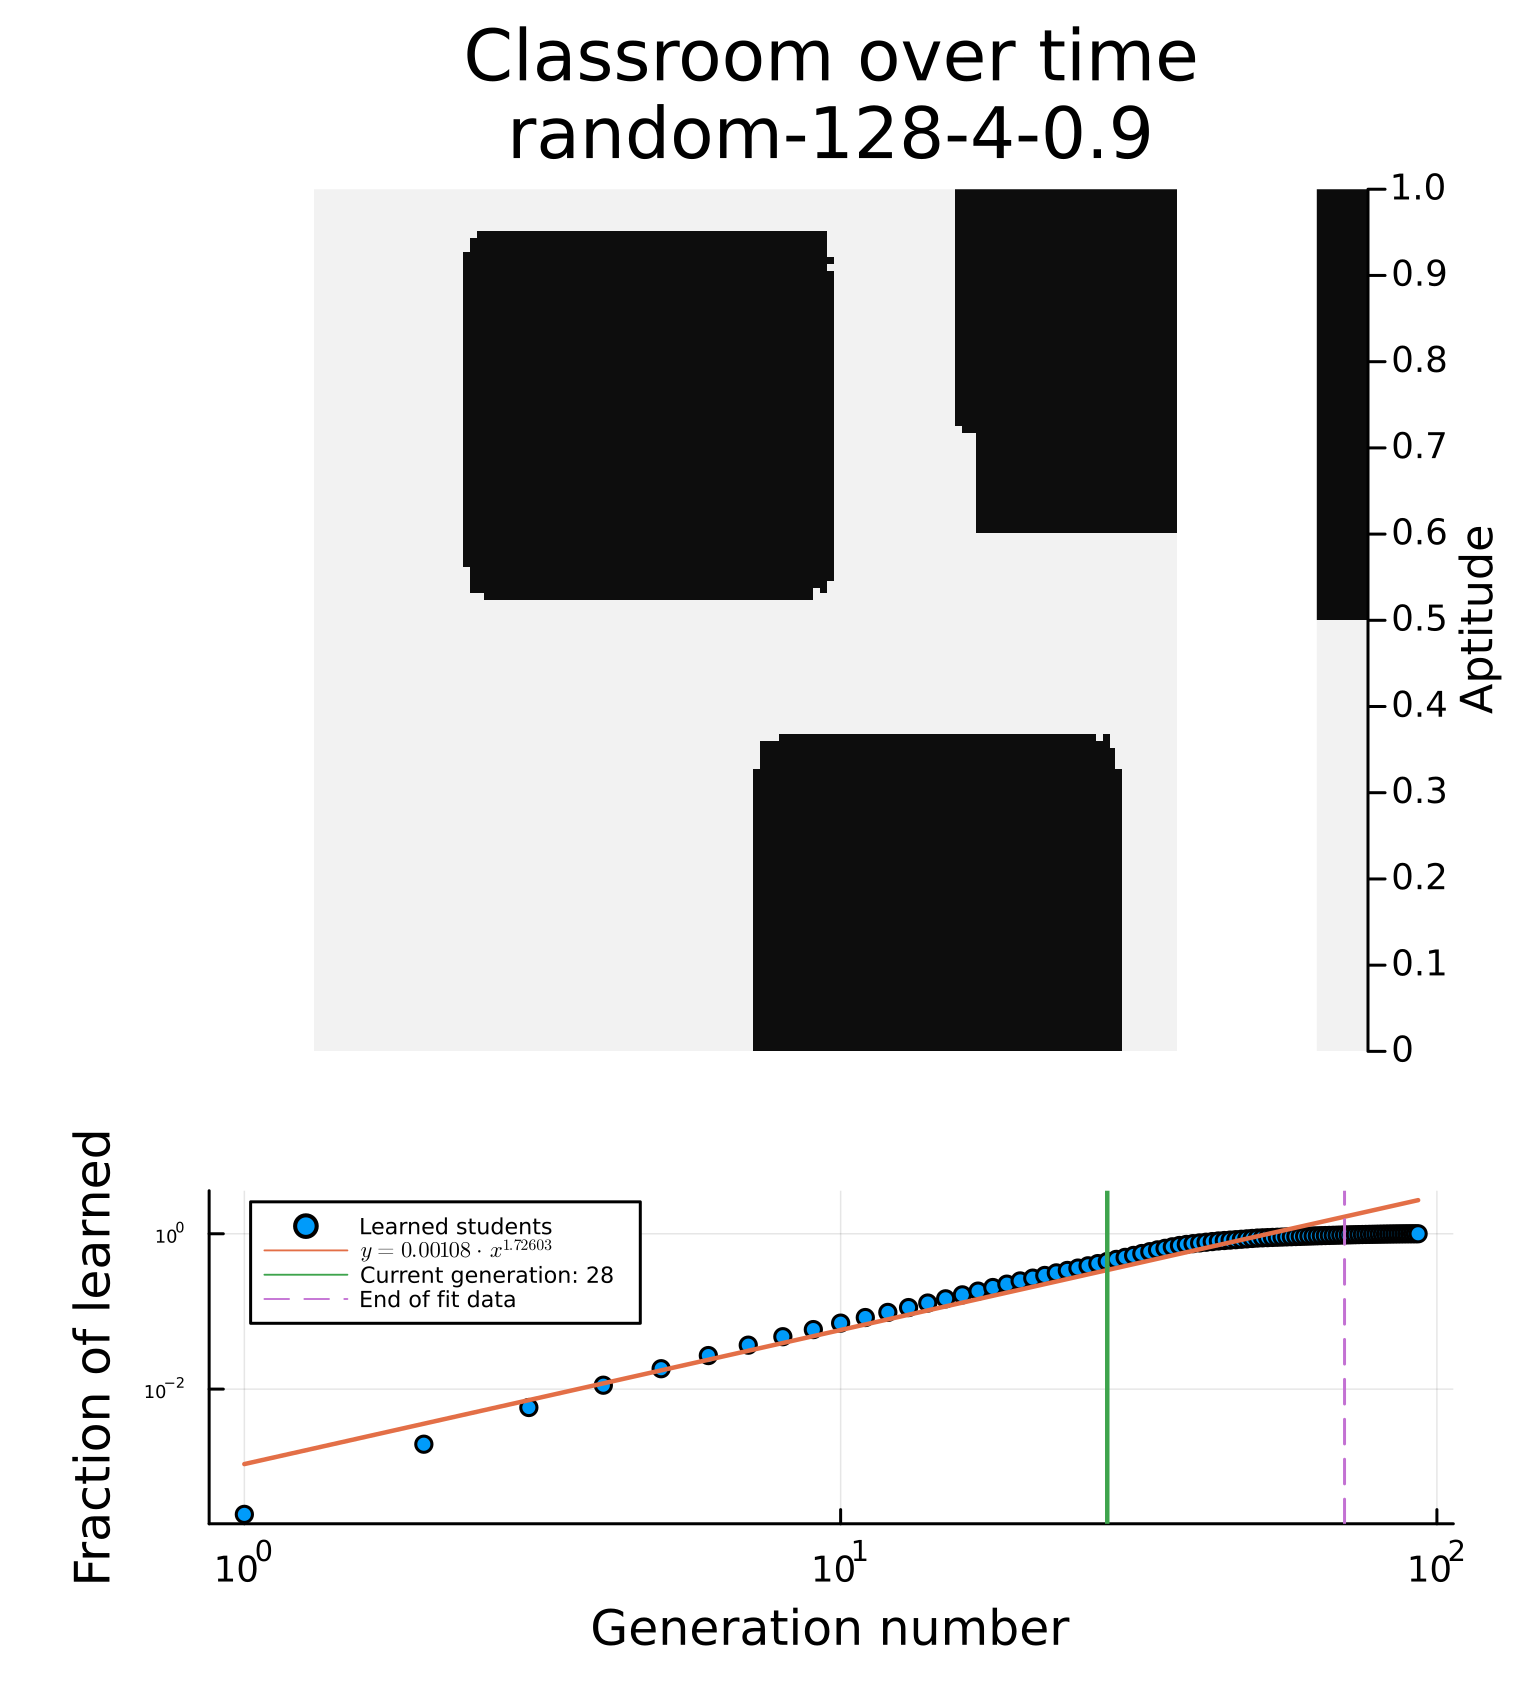 Classroom over time
random-128-4-0.9
1.0
0.9
0.8
0.7
0.6
0.5
0.4
0.3
0.2
0.1
0
Aptitude
Fraction of learned
10⁰
10⁻²
Learned students
y = 0.00108 · x^1.72603
Current generation: 28
End of fit data
10⁰
10¹
10²
Generation number